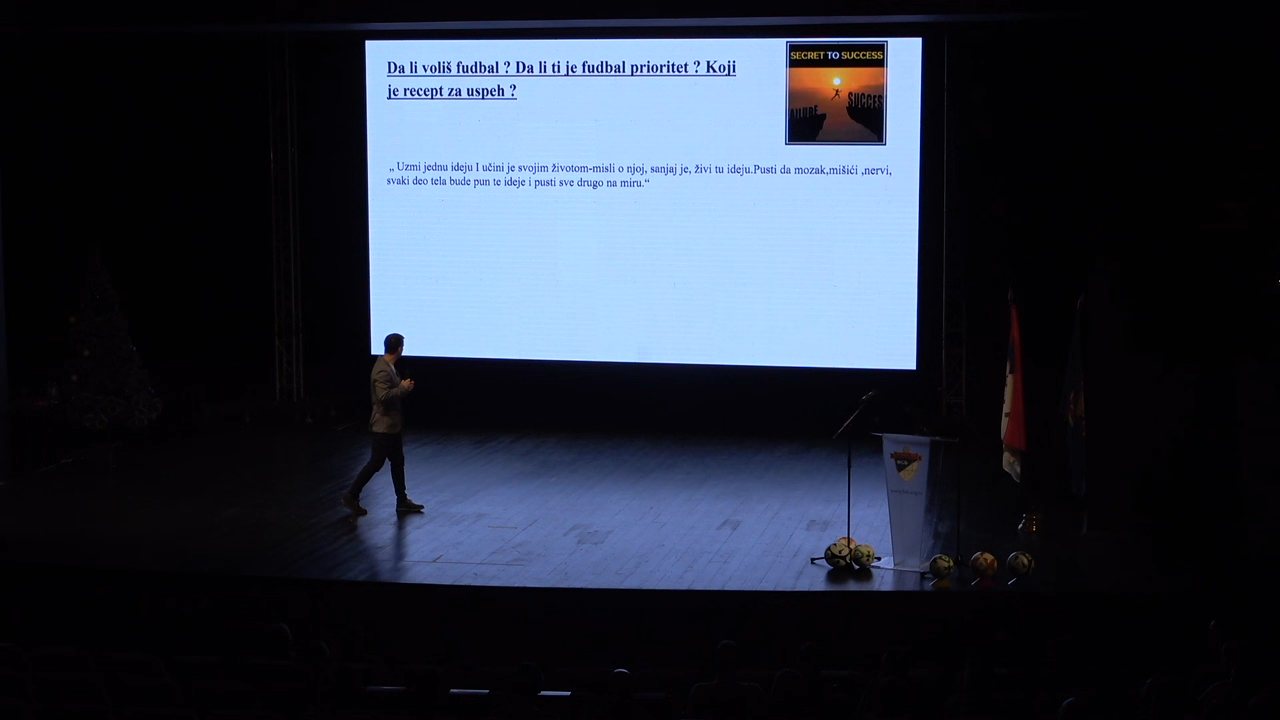 Da li voliš fudbal ? Da li ti je fudbal prioritet ? Koji
je recept za uspeh ?
SECRET TO SUCCESS
FAILURE
SUCCESS
„ Uzmi jednu ideju I učini je svojim životom-misli o njoj, sanjaj je, živi tu ideju.Pusti da mozak,mišići ,nervi,
svaki deo tela bude pun te ideje i pusti sve drugo na miru.“